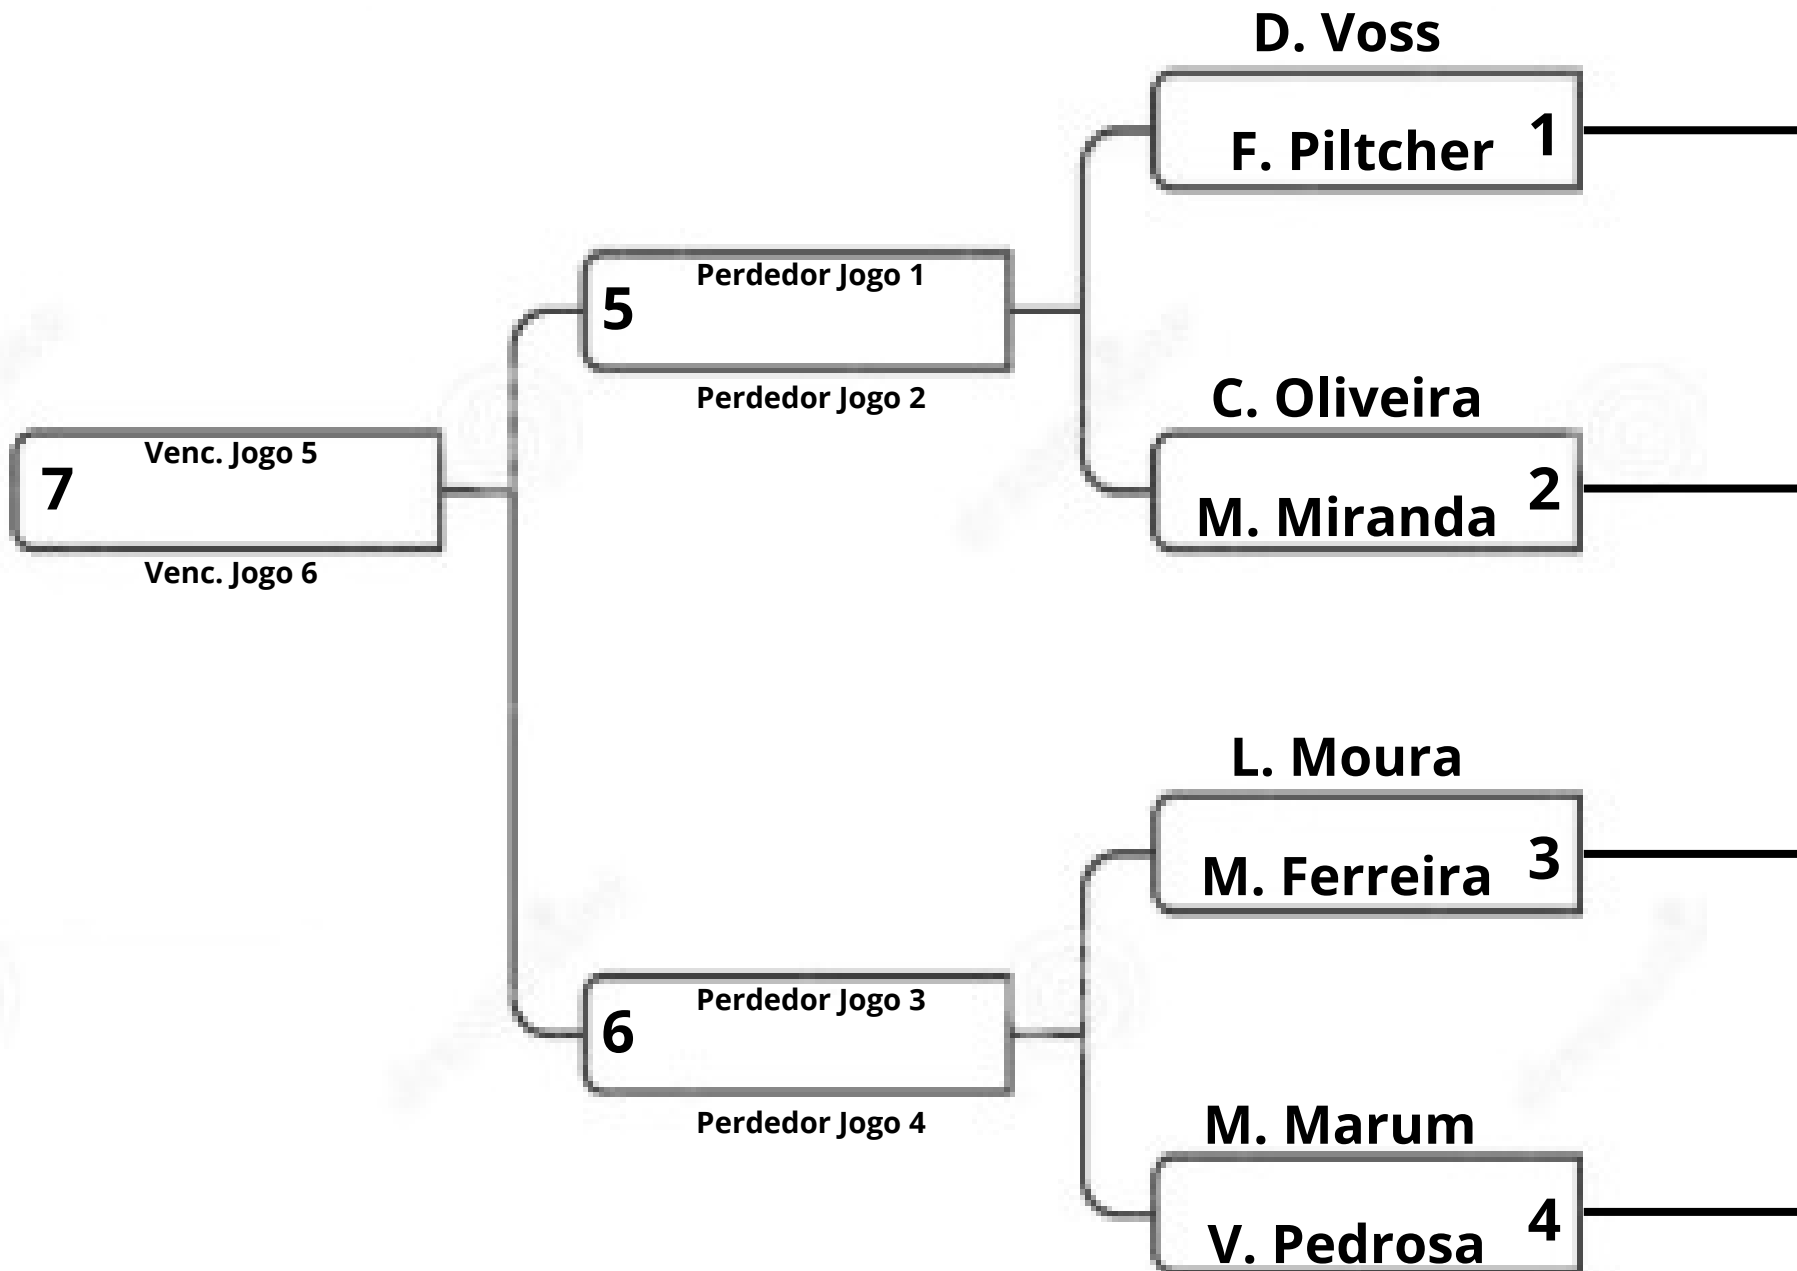 D. Voss
F. Piltcher 1
Perdedor Jogo 1
5
Perdedor Jogo 2
C. Oliveira
M. Miranda 2
Venc. Jogo 5
7
Venc. Jogo 6
L. Moura
M. Ferreira 3
Perdedor Jogo 3
6
Perdedor Jogo 4
M. Marum
V. Pedrosa 4